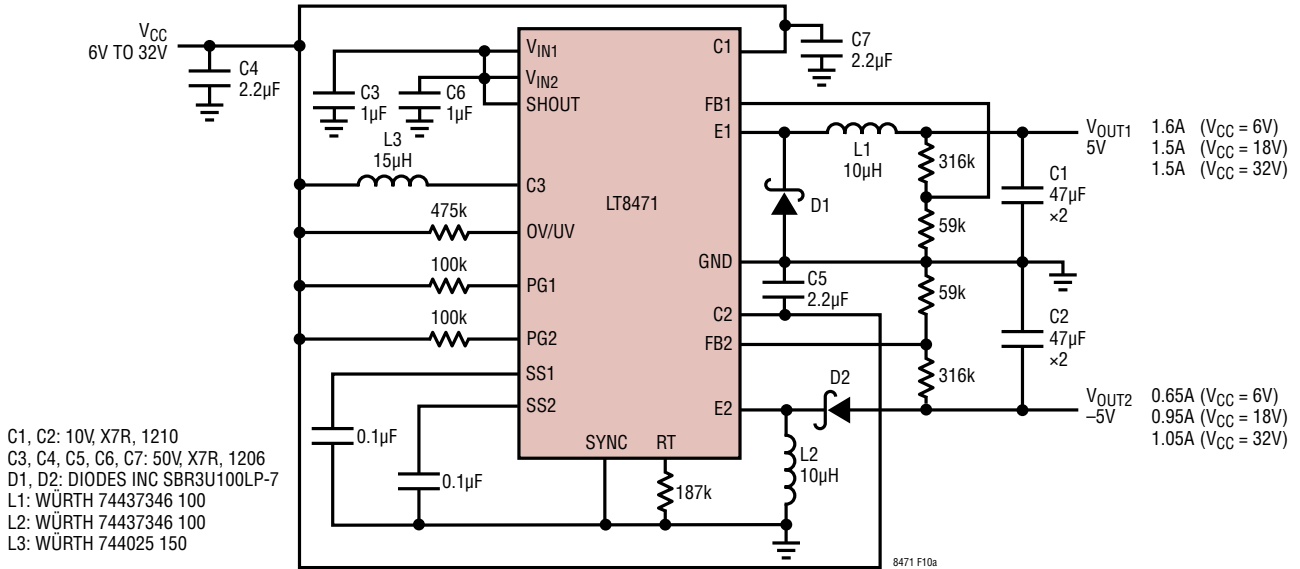 VCC
6V TO 32V
C4
2.2µF
C3
1µF
C6
1µF
L3
15µH
475k
100k
100k
0.1µF
0.1µF
VIN1
VIN2
SHOUT
C3
OV/UV
PG1
PG2
SS1
SS2
SYNC
RT
LT8471
C1
FB1
E1
GND
C2
FB2
E2
187k
C7
2.2µF
D1
L1
10µH
316k
59k
C1
47µF
×2
C5
2.2µF
59k
316k
C2
47µF
×2
D2
L2
10µH
VOUT1 1.6A (VCC = 6V)
5V 1.5A (VCC = 18V)
1.5A (VCC = 32V)
VOUT2 0.65A (VCC = 6V)
–5V 0.95A (VCC = 18V)
1.05A (VCC = 32V)
C1, C2: 10V, X7R, 1210
C3, C4, C5, C6, C7: 50V, X7R, 1206
D1, D2: DIODES INC SBR3U100LP-7
L1: WÜRTH 74437346 100
L2: WÜRTH 74437346 100
L3: WÜRTH 744025 150
8471 F10a